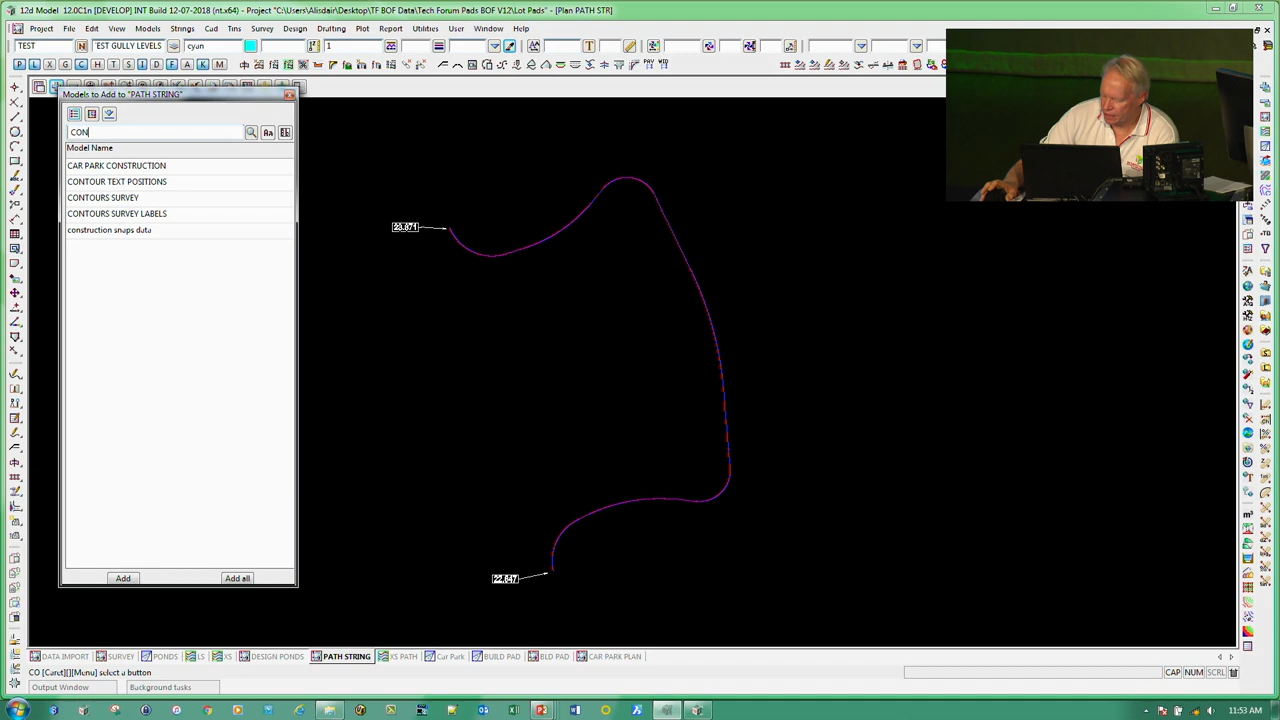 12d Model 12.0C1n [DEVELOP] INT Build 12-07-2018 (nt.x64) - Project "C:\Users\Alisdair\Desktop\TF BOF Data\Tech Forum Pads BOF V12\Lot Pads" - [Plan PATH STR]
Project Edit View Models Strings Cad Tins Survey Design Drafting Plot Report Utilities User Window Help
TEST N TEST GULLY LEVELS cyan 1
P L S G C H T S I D F A K M
Models to Add to "PATH STRING"
CON
Aa
Model Name
CAR PARK CONSTRUCTION
CONTOUR TEXT POSITIONS
CONTOURS SURVEY
CONTOURS SURVEY LABELS
construction snaps data
Add Add all
23.871
22.647
DATA IMPORT SURVEY PONDS LS XS DESIGN PONDS PATH STRING XS PATH Car Park BUILD PAD BLD PAD CAR PARK PLAN
CO [Caret][][Menu] select a button
CAP NUM SCRL
Output Window Background tasks
11:53 AM